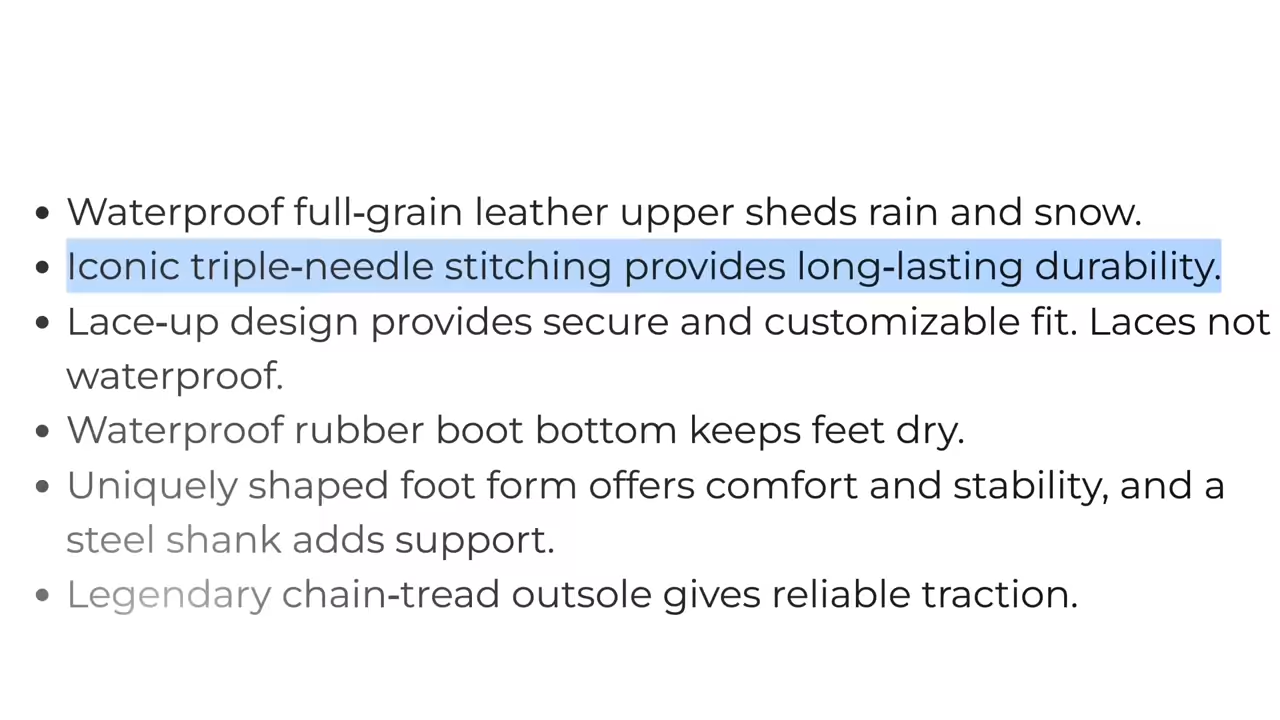 • Waterproof full-grain leather upper sheds rain and snow.
• Iconic triple-needle stitching provides long-lasting durability.
• Lace-up design provides secure and customizable fit. Laces not
waterproof.
• Waterproof rubber boot bottom keeps feet dry.
• Uniquely shaped foot form offers comfort and stability, and a
steel shank adds support.
• Legendary chain-tread outsole gives reliable traction.